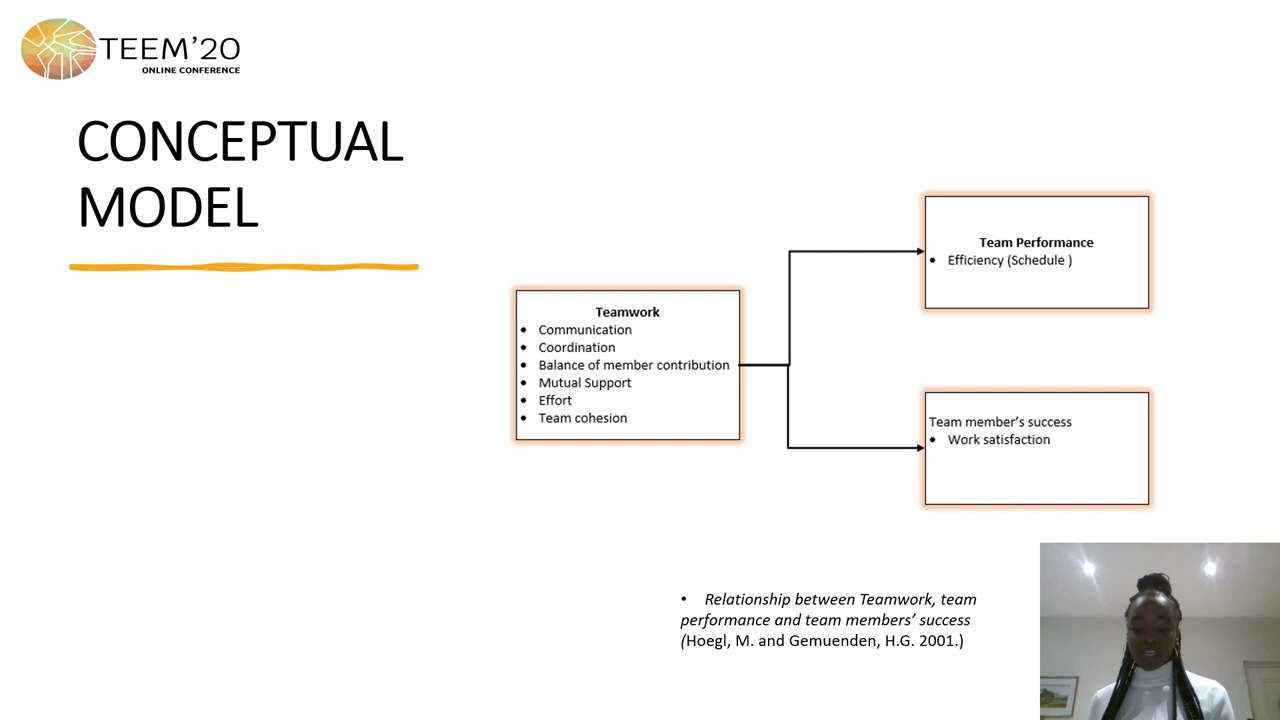 TEEM'20
ONLINE CONFERENCE
CONCEPTUAL
MODEL
Teamwork
• Communication
• Coordination
• Balance of member contribution
• Mutual Support
• Effort
• Team cohesion
Team Performance
• Efficiency (Schedule )
Team member's success
• Work satisfaction
• Relationship between Teamwork, team
performance and team members' success
(Hoegl, M. and Gemuenden, H.G. 2001.)